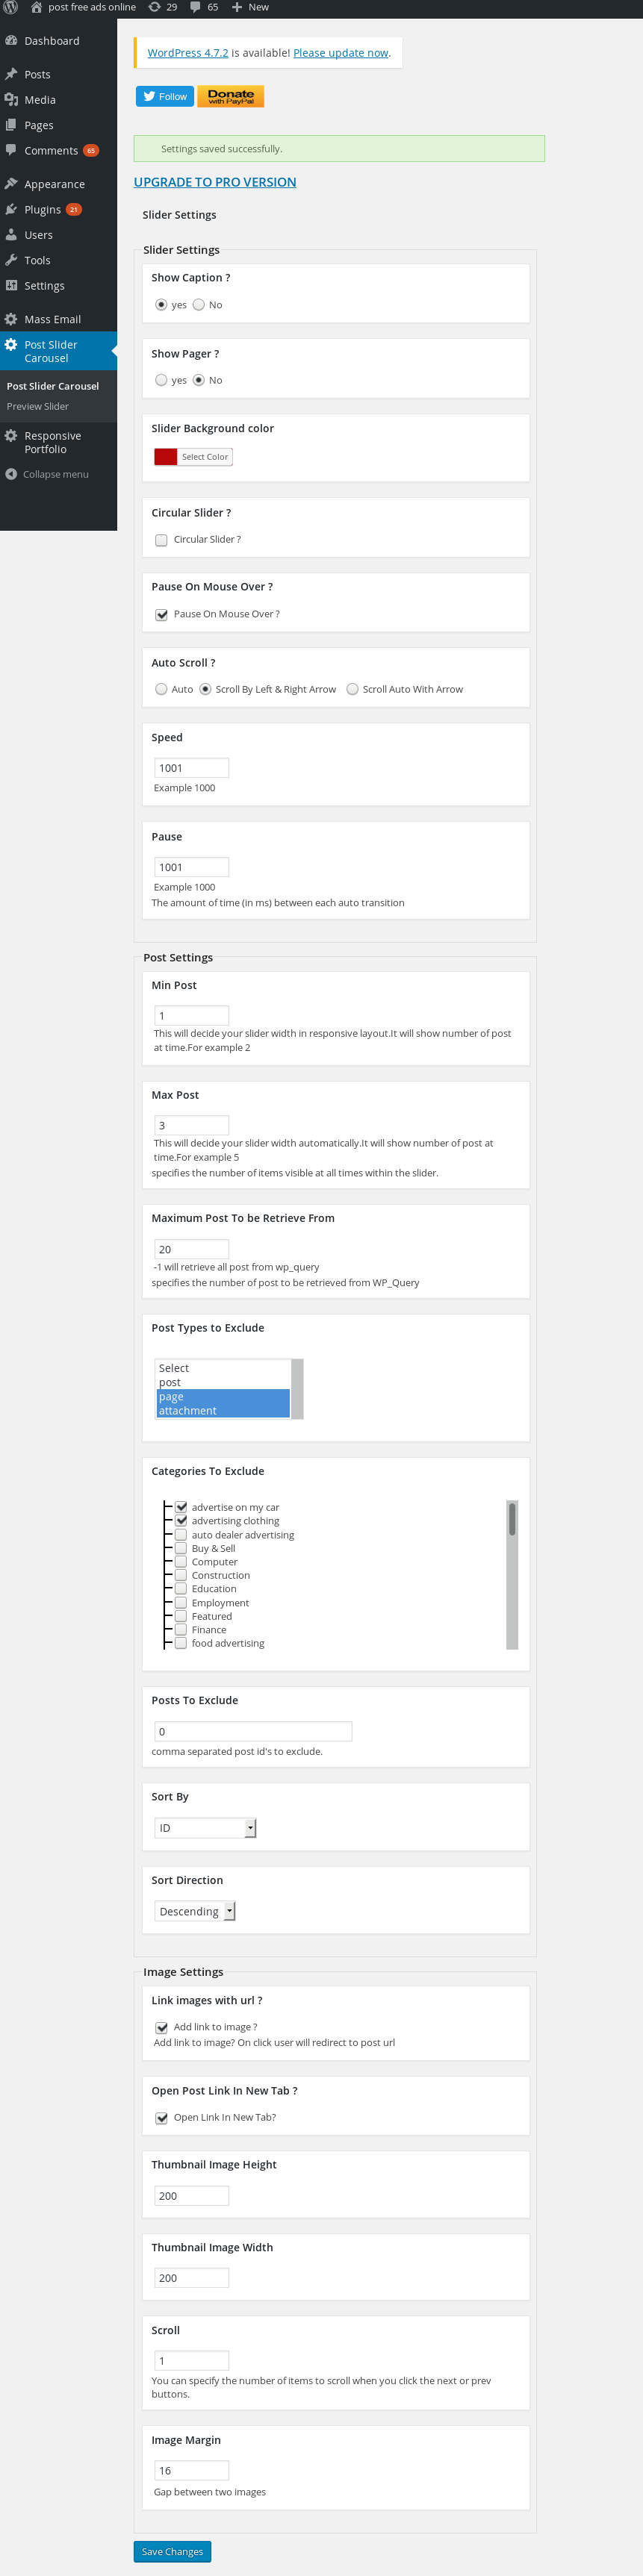 post free ads online 29 65 New
Dashboard
Posts
Media
Pages
Comments 65
Appearance
Plugins 21
Users
Tools
Settings
Mass Email
Post Slider
Carousel
Post Slider Carousel
Preview Slider
Responsive
Portfolio
Collapse menu
WordPress 4.7.2 is available! Please update now.
Follow
Donate
with PayPal
Settings saved successfully.
UPGRADE TO PRO VERSION
Slider Settings
Slider Settings
Show Caption ?
yes No
Show Pager ?
yes No
Slider Background color
Select Color
Circular Slider ?
Circular Slider ?
Pause On Mouse Over ?
Pause On Mouse Over ?
Auto Scroll ?
Auto Scroll By Left & Right Arrow Scroll Auto With Arrow
Speed
1001
Example 1000
Pause
1001
Example 1000
The amount of time (in ms) between each auto transition
Post Settings
Min Post
1
This will decide your slider width in responsive layout.It will show number of post
at time.For example 2
Max Post
3
This will decide your slider width automatically.It will show number of post at
time.For example 5
specifies the number of items visible at all times within the slider.
Maximum Post To be Retrieve From
20
-1 will retrieve all post from wp_query
specifies the number of post to be retrieved from WP_Query
Post Types to Exclude
Select
post
page
attachment
Categories To Exclude
advertise on my car
advertising clothing
auto dealer advertising
Buy & Sell
Computer
Construction
Education
Employment
Featured
Finance
food advertising
Posts To Exclude
0
comma separated post id's to exclude.
Sort By
ID
Sort Direction
Descending
Image Settings
Link images with url ?
Add link to image ?
Add link to image? On click user will redirect to post url
Open Post Link In New Tab ?
Open Link In New Tab?
Thumbnail Image Height
200
Thumbnail Image Width
200
Scroll
1
You can specify the number of items to scroll when you click the next or prev
buttons.
Image Margin
16
Gap between two images
Save Changes